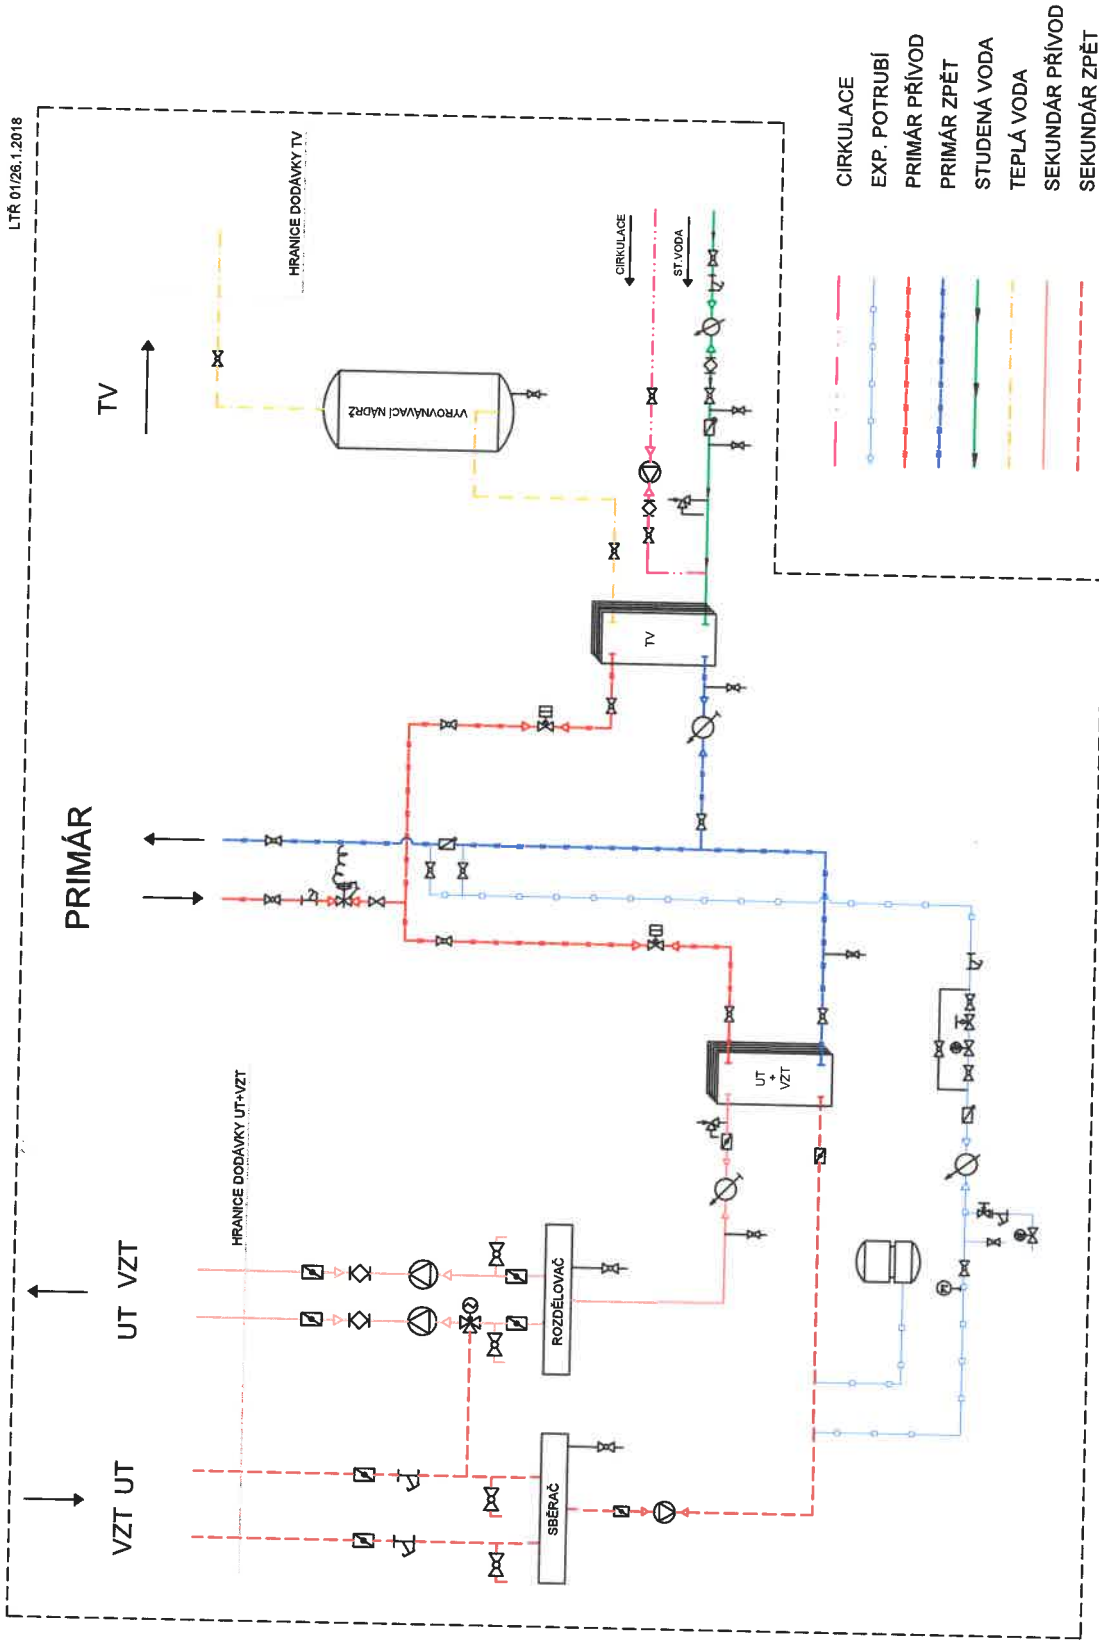 LTŘ 01/26.1.2018
TV
HRANICE DODÁVKY TV
VYROVNÁVACÍ NÁDRŽ
CIRKULACE
ST.VODA
TV
PRIMÁR
UT + VZT
UT VZT
HRANICE DODÁVKY UT+VZT
VZT UT
ROZDĚLOVAČ
SBĚRAČ
CIRKULACE
EXP. POTRUBÍ
PRIMÁR PŘÍVOD
PRIMÁR ZPĚT
STUDENÁ VODA
TEPLÁ VODA
SEKUNDÁR PŘÍVOD
SEKUNDÁR ZPĚT